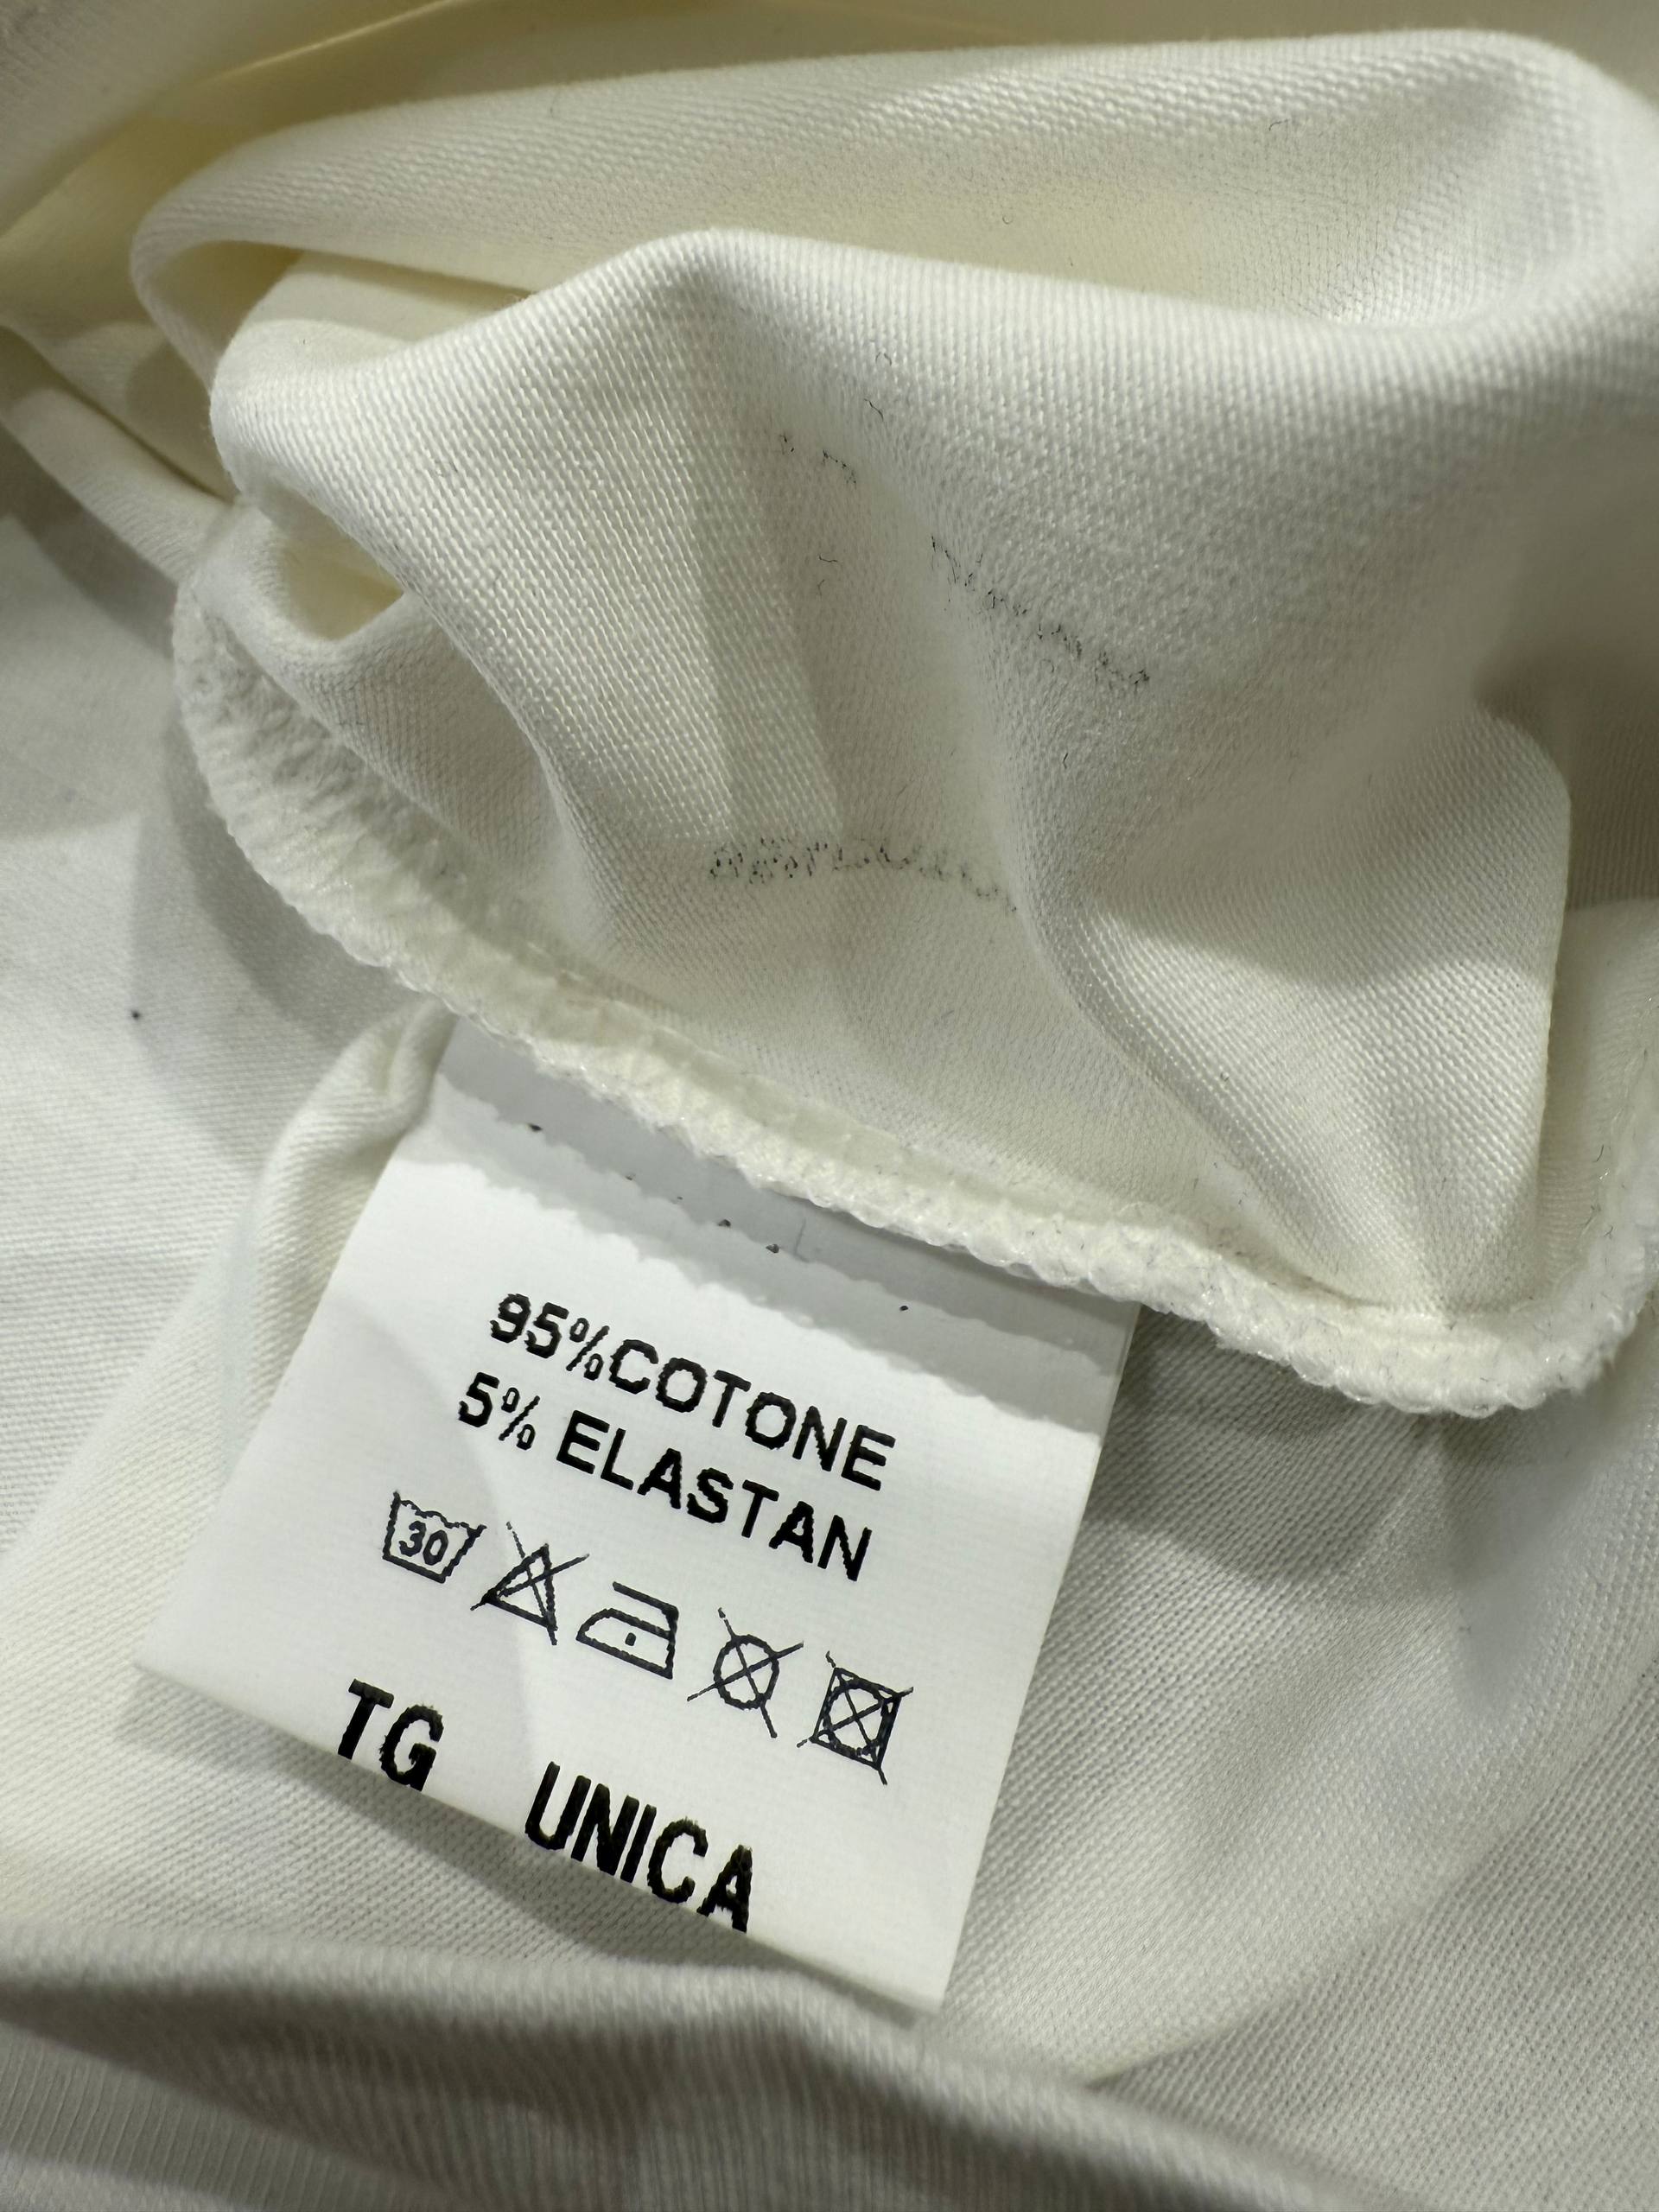 95%COTONE
5% ELASTAN
30
TG UNICA